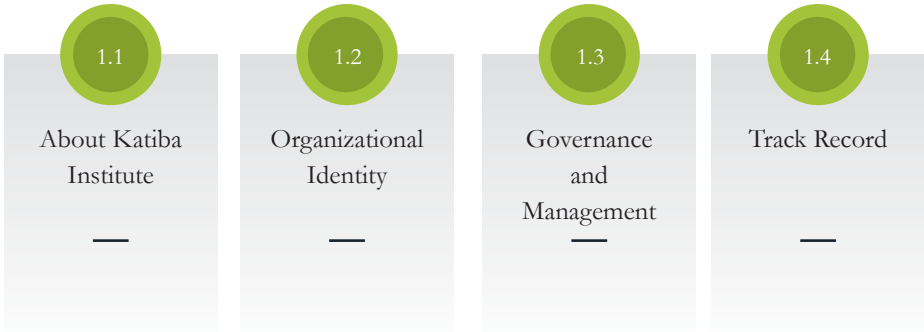 1.1
About Katiba
Institute
1.2
Organizational
Identity
1.3
Governance
and
Management
1.4
Track Record